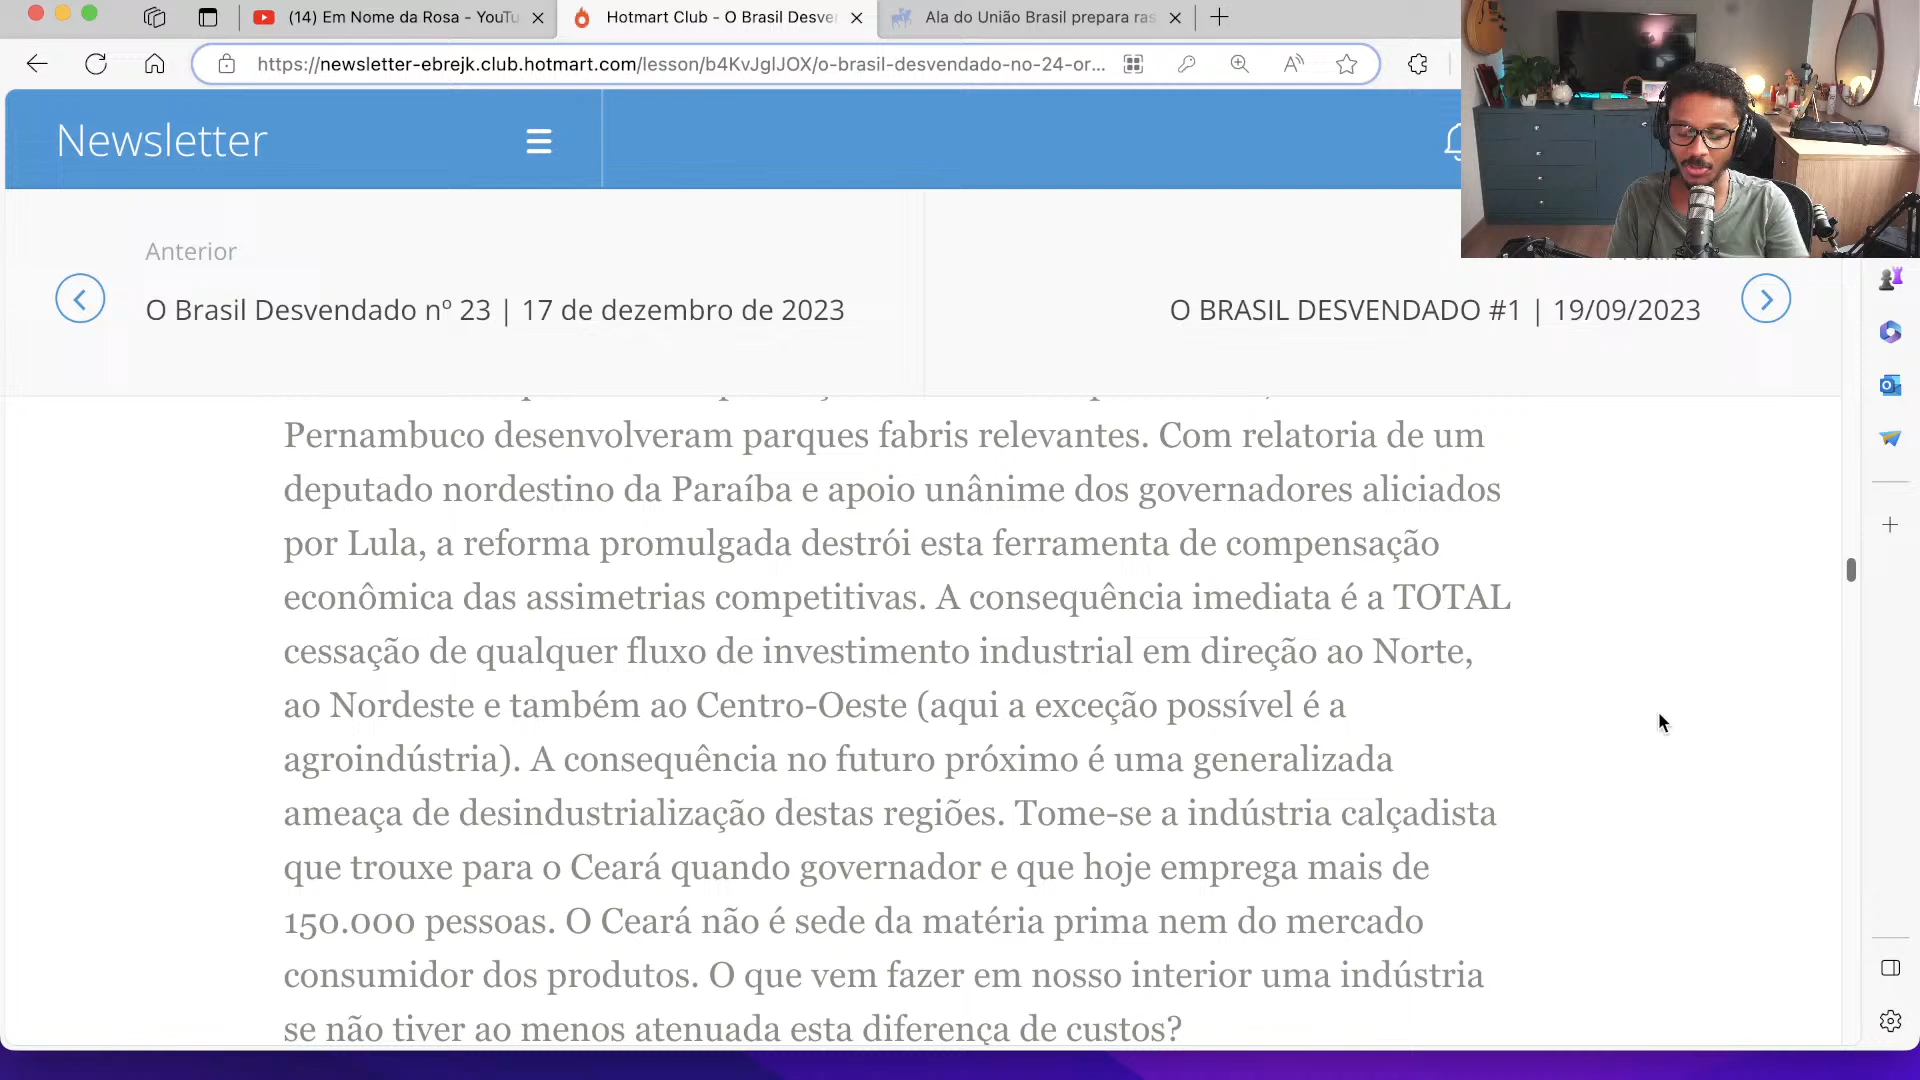 (14) Em Nome da Rosa - YouTu
Hotmart Club - O Brasil Desve
Ala do União Brasil prepara ras
https://newsletter-ebrejk.club.hotmart.com/lesson/b4KvJglJOX/o-brasil-desvendado-no-24-or...
Newsletter
Anterior
O Brasil Desvendado nº 23 | 17 de dezembro de 2023
O BRASIL DESVENDADO #1 | 19/09/2023
Pernambuco desenvolveram parques fabris relevantes. Com relatoria de um
deputado nordestino da Paraíba e apoio unânime dos governadores aliciados
por Lula, a reforma promulgada destrói esta ferramenta de compensação
econômica das assimetrias competitivas. A consequência imediata é a TOTAL
cessação de qualquer fluxo de investimento industrial em direção ao Norte,
ao Nordeste e também ao Centro-Oeste (aqui a exceção possível é a
agroindústria). A consequência no futuro próximo é uma generalizada
ameaça de desindustrialização destas regiões. Tome-se a indústria calçadista
que trouxe para o Ceará quando governador e que hoje emprega mais de
150.000 pessoas. O Ceará não é sede da matéria prima nem do mercado
consumidor dos produtos. O que vem fazer em nosso interior uma indústria
se não tiver ao menos atenuada esta diferença de custos?